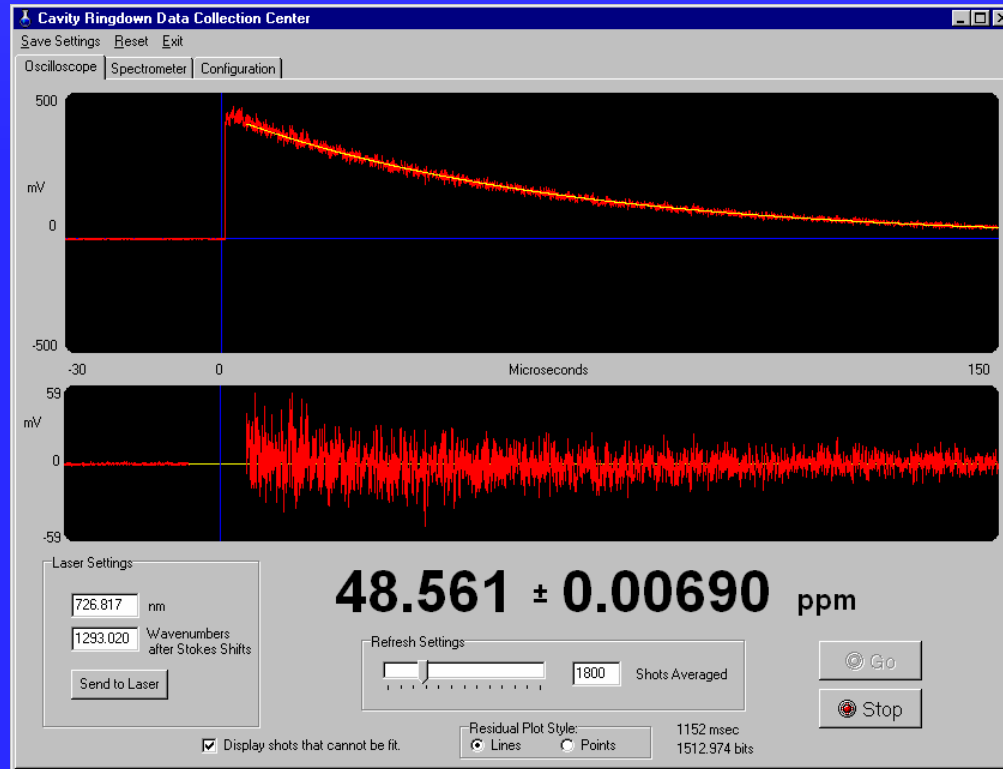 Cavity Ringdown Data Collection Center
Save Settings Reset Exit
Oscilloscope Spectrometer Configuration
500
mV
0
-500
-30 0 Microseconds 150
59
mV
0
-59
Laser Settings
726.817 nm
1293.020 Wavenumbers
after Stokes Shifts
Send to Laser
48.561 ± 0.00690 ppm
Refresh Settings
1800 Shots Averaged
Go
Stop
Display shots that cannot be fit.
Residual Plot Style:
Lines Points
1152 msec
1512.974 bits